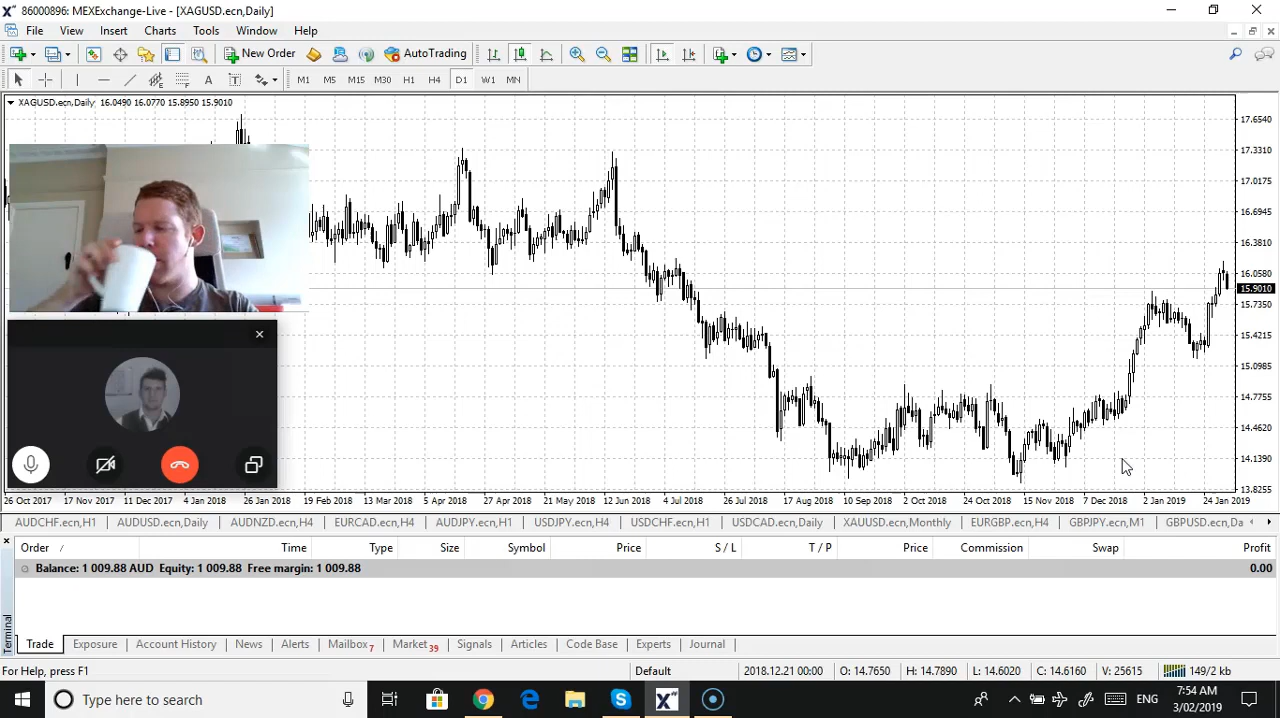 86000896: MEXExchange-Live - [XAGUSD.ecn,Daily]
File View Insert Charts Tools Window Help
New Order AutoTrading
A T M1 M5 M15 M30 H1 H4 D1 W1 MN
XAGUSD.ecn,Daily 16.0490 16.0770 15.8950 15.9010
17.6540
17.3310
17.0175
16.6945
16.3810
16.0580
15.9010
15.7350
15.4215
15.0985
14.7755
14.4620
14.1390
13.8255
26 Oct 2017 17 Nov 2017 11 Dec 2017 4 Jan 2018 26 Jan 2018 19 Feb 2018 13 Mar 2018 5 Apr 2018 27 Apr 2018 21 May 2018 12 Jun 2018 4 Jul 2018 26 Jul 2018 17 Aug 2018 10 Sep 2018 2 Oct 2018 24 Oct 2018 15 Nov 2018 7 Dec 2018 2 Jan 2019 24 Jan 2019
AUDCHF.ecn,H1 AUDUSD.ecn,Daily AUDNZD.ecn,H4 EURCAD.ecn,H4 AUDJPY.ecn,H1 USDJPY.ecn,H4 USDCHF.ecn,H1 USDCAD.ecn,Daily XAUUSD.ecn,Monthly EURGBP.ecn,H4 GBPJPY.ecn,M1 GBPUSD.ecn,Da
Order / Time Type Size Symbol Price S / L T / P Price Commission Swap Profit
Balance: 1 009.88 AUD Equity: 1 009.88 Free margin: 1 009.88 0.00
Terminal
Trade Exposure Account History News Alerts Mailbox 7 Market 39 Signals Articles Code Base Experts Journal
For Help, press F1 Default 2018.12.21 00:00 O: 14.7650 H: 14.7890 L: 14.6020 C: 14.6160 V: 25615 149/2 kb
Type here to search ENG 7:54 AM
3/02/2019